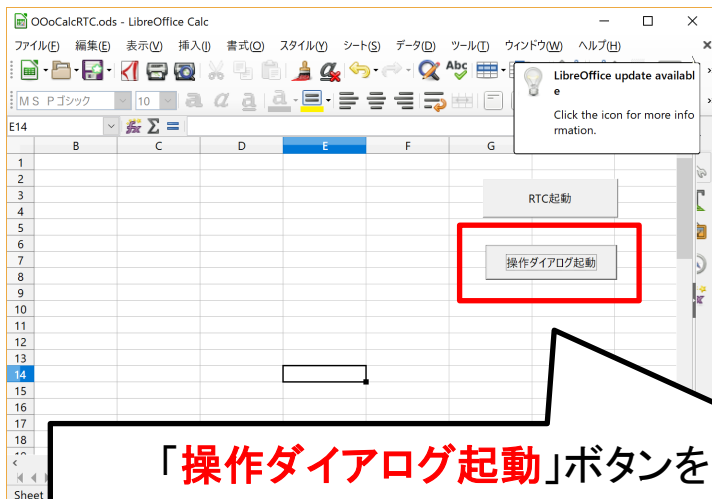 OOoCalcRTC.ods - LibreOffice Calc
ファイル(F) 編集(E) 表示(V) 挿入(I) 書式(O) スタイル(Y) シート(S) データ(D) ツール(T) ウィンドウ(W) ヘルプ(H)
LibreOffice update availabl
e
Click the icon for more info
rmation.
ＭＳ Ｐゴシック 10
E14
B C D E F G
1
2
3 RTC起動
4
5
6
7 操作ダイアログ起動
8
9
10
11
12
13
14
15
16
17
18
「操作ダイアログ起動」ボタンを
Sheet